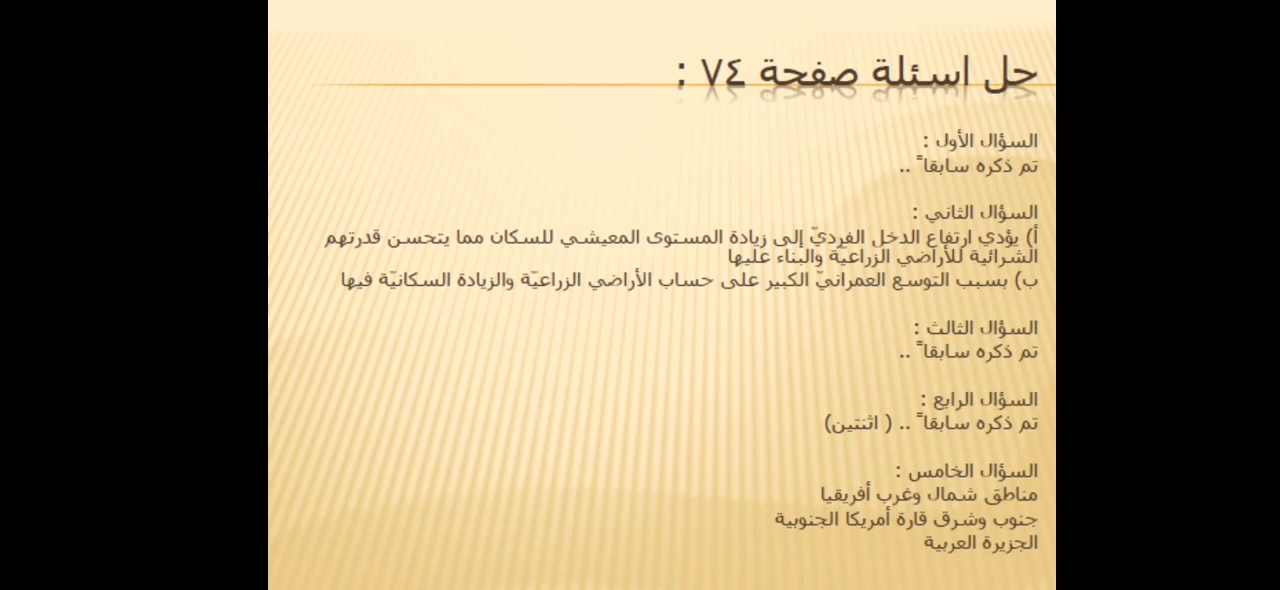 حل اسئلة صفحة ٧٤ :
السؤال الأول :
تم ذكره سابقا ً ..
السؤال الثاني :
أ) يؤدي ارتفاع الدخل الفرديّ إلى زيادة المستوى المعيشي للسكان مما يتحسن قدرتهم
الشرائية للأراضي الزراعيّة والبناء عليها
ب) بسبب التوسع العمرانيّ الكبير على حساب الأراضي الزراعيّة والزيادة السكانيّة فيها
السؤال الثالث :
تم ذكره سابقا ً ..
السؤال الرابع :
تم ذكره سابقا ً .. ( اثنتين)
السؤال الخامس :
مناطق شمال وغرب أفريقيا
جنوب وشرق قارة أمريكا الجنوبية
الجزيرة العربية